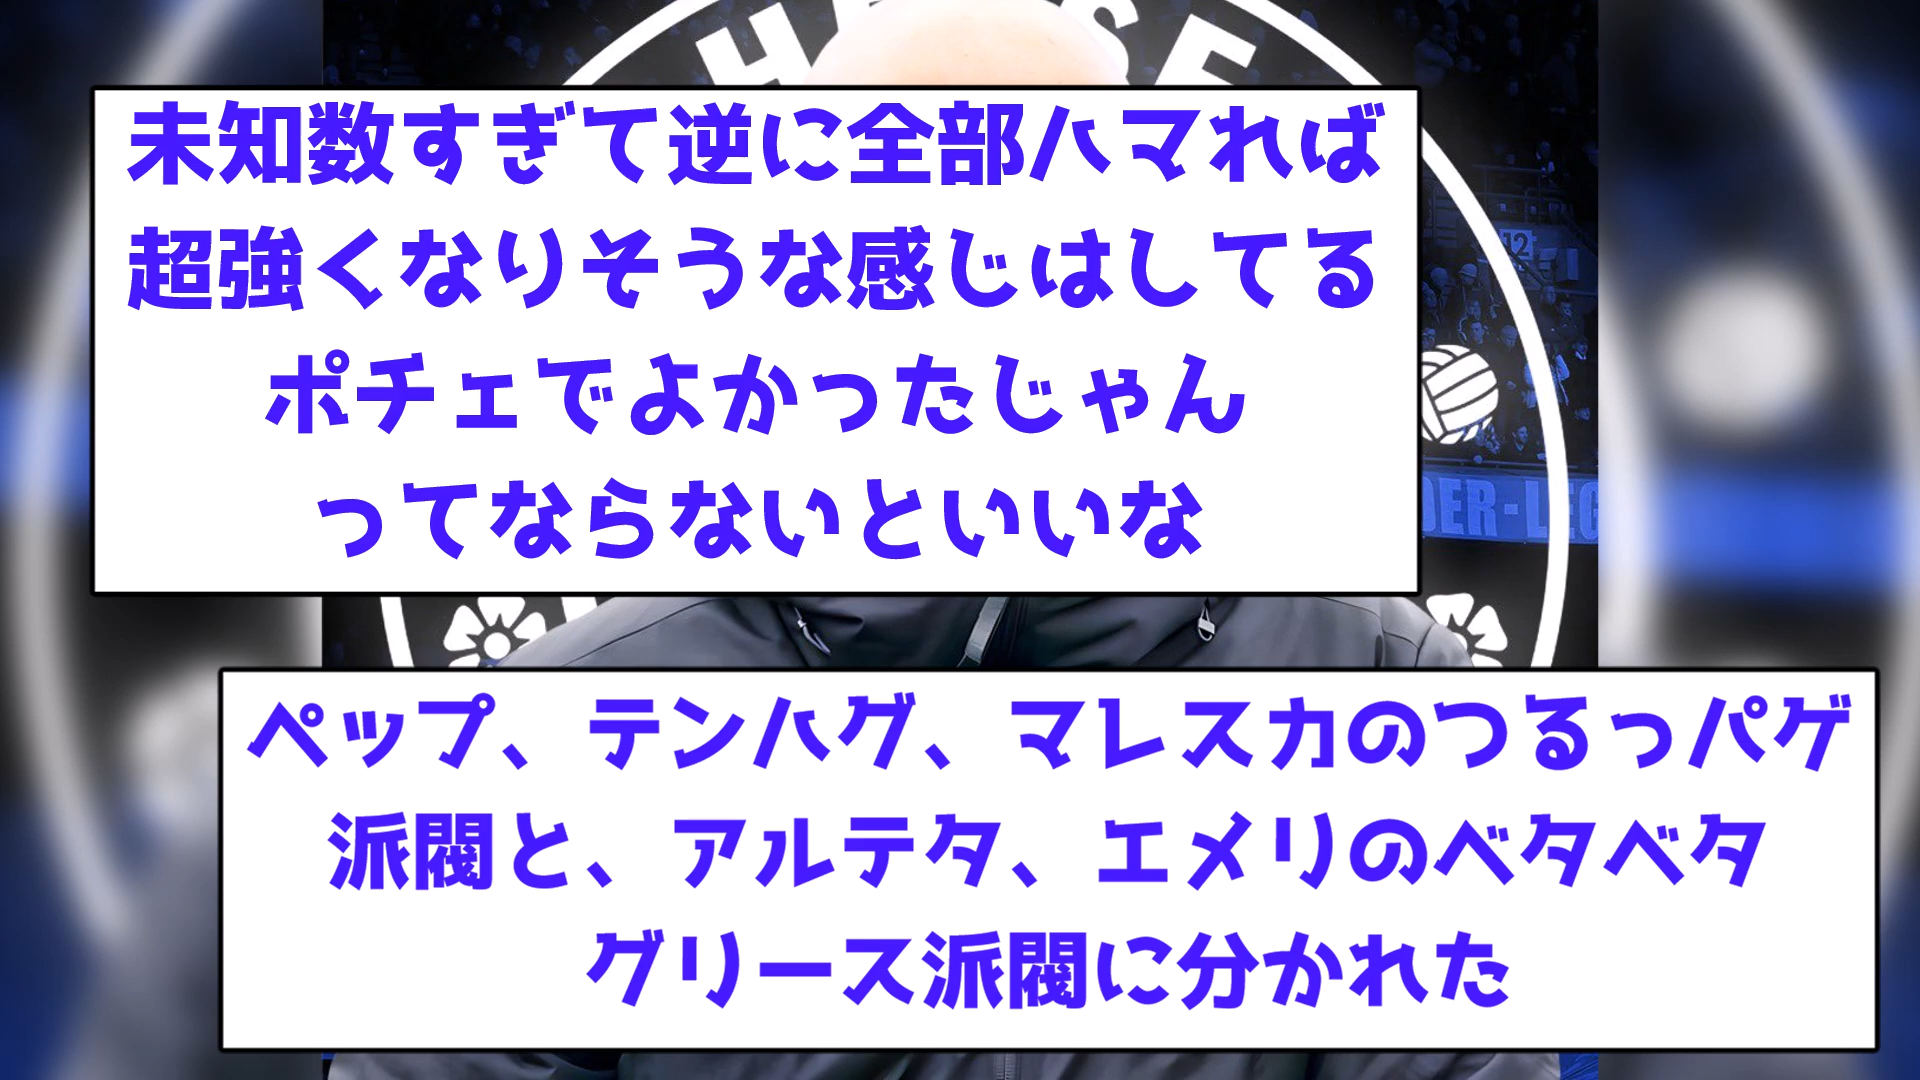 未知数すぎて逆に全部ハマれば
超強くなりそうな感じはしてる
ポチェでよかったじゃん
ってならないといいな
12
DER-LEG
ペップ、テンハグ、マレスカのつるっパゲ
派閥と、アルテタ、エメリのベタベタ
グリース派閥に分かれた